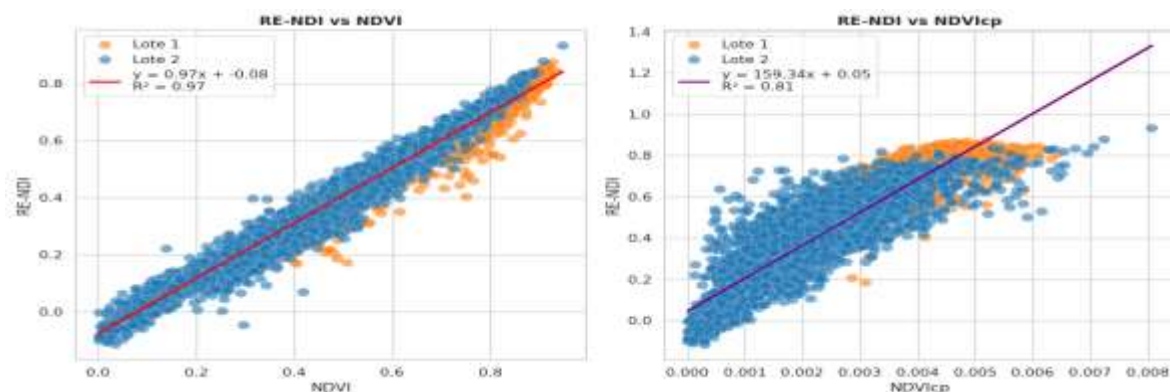 RE-NDI vs NDVI
Lote 1
Lote 2
y = 0.97x + -0.08
R² = 0.97
RE-NDI
0.8
0.6
0.4
0.2
0.0
0.0 0.2 0.4 0.6 0.8
NDVI
RE-NDI vs NDVIcp
Lote 1
Lote 2
y = 159.34x + 0.05
R² = 0.81
RE-NDI
1.4
1.2
1.0
0.8
0.6
0.4
0.2
0.0
0.000 0.001 0.002 0.003 0.004 0.005 0.006 0.007 0.008
NDVIcp